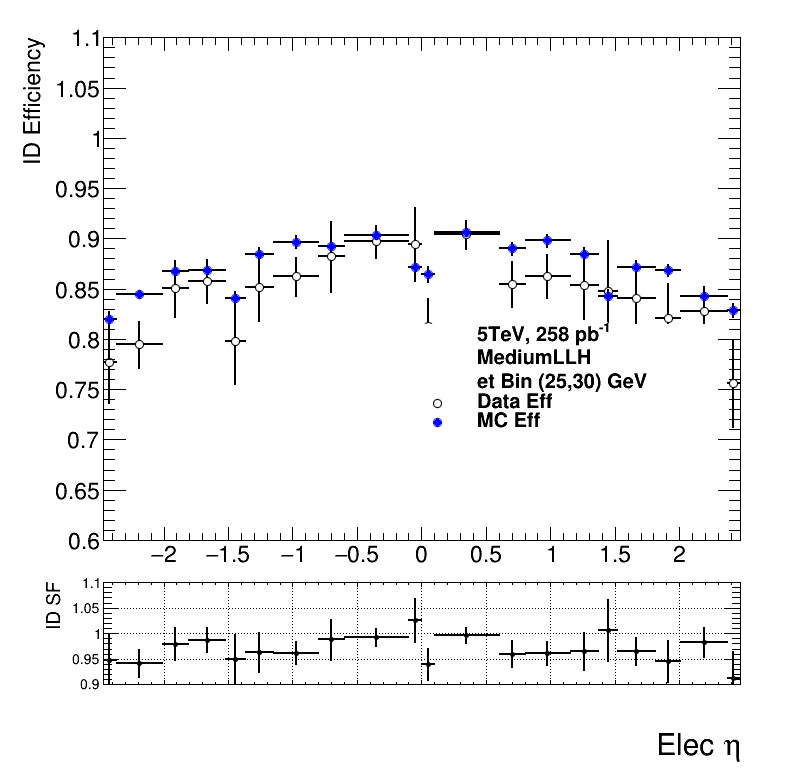 ID Efficiency
1.1
1.05
1
0.95
0.9
0.85
0.8
0.75
0.7
0.65
0.6
5TeV, 258 pb⁻¹
MediumLLH
et Bin (25,30) GeV
Data Eff
MC Eff
−2 −1.5 −1 −0.5 0 0.5 1 1.5 2
ID SF
1.1
1.05
1
0.95
0.9
Elec η